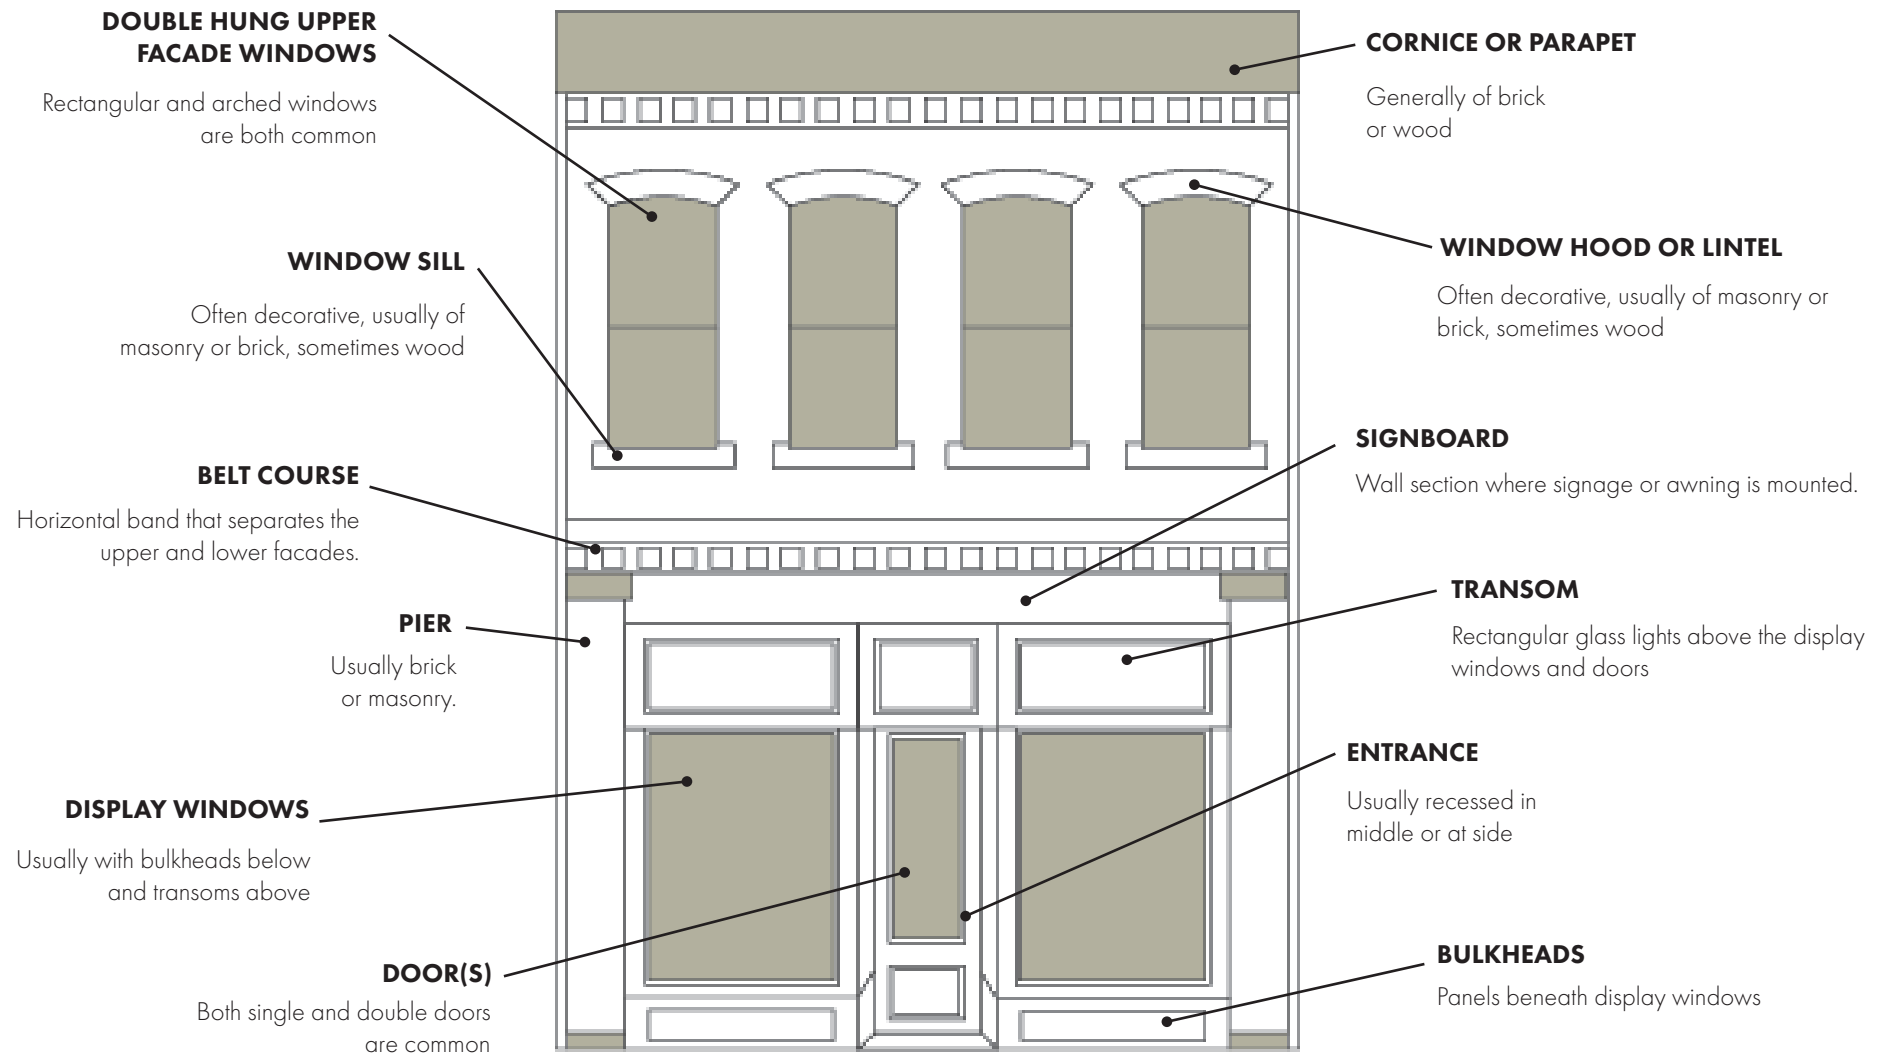 DOUBLE HUNG UPPER
FACADE WINDOWS
Rectangular and arched windows
are both common
WINDOW SILL
Often decorative, usually of
masonry or brick, sometimes wood
BELT COURSE
Horizontal band that separates the
upper and lower facades.
PIER
Usually brick
or masonry.
DISPLAY WINDOWS
Usually with bulkheads below
and transoms above
DOOR(S)
Both single and double doors
are common
CORNICE OR PARAPET
Generally of brick
or wood
WINDOW HOOD OR LINTEL
Often decorative, usually of masonry or
brick, sometimes wood
SIGNBOARD
Wall section where signage or awning is mounted.
TRANSOM
Rectangular glass lights above the display
windows and doors
ENTRANCE
Usually recessed in
middle or at side
BULKHEADS
Panels beneath display windows